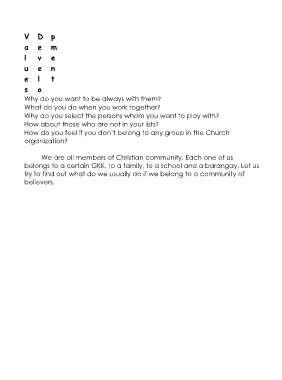 V D p
a e m
l v e
u e n
e l t
s o
Why do you want to be always with them?
What do you do when you work together?
Why do you select the persons whom you want to play with?
How about those who are not in your lists?
How do you feel if you don't belong to any group in the Church
organization?
We are all members of Christian community. Each one of us
belongs to a certain GKK, to a family, to a school and a barangay. Let us
try to find out what do we usually do if we belong to a community of
believers.